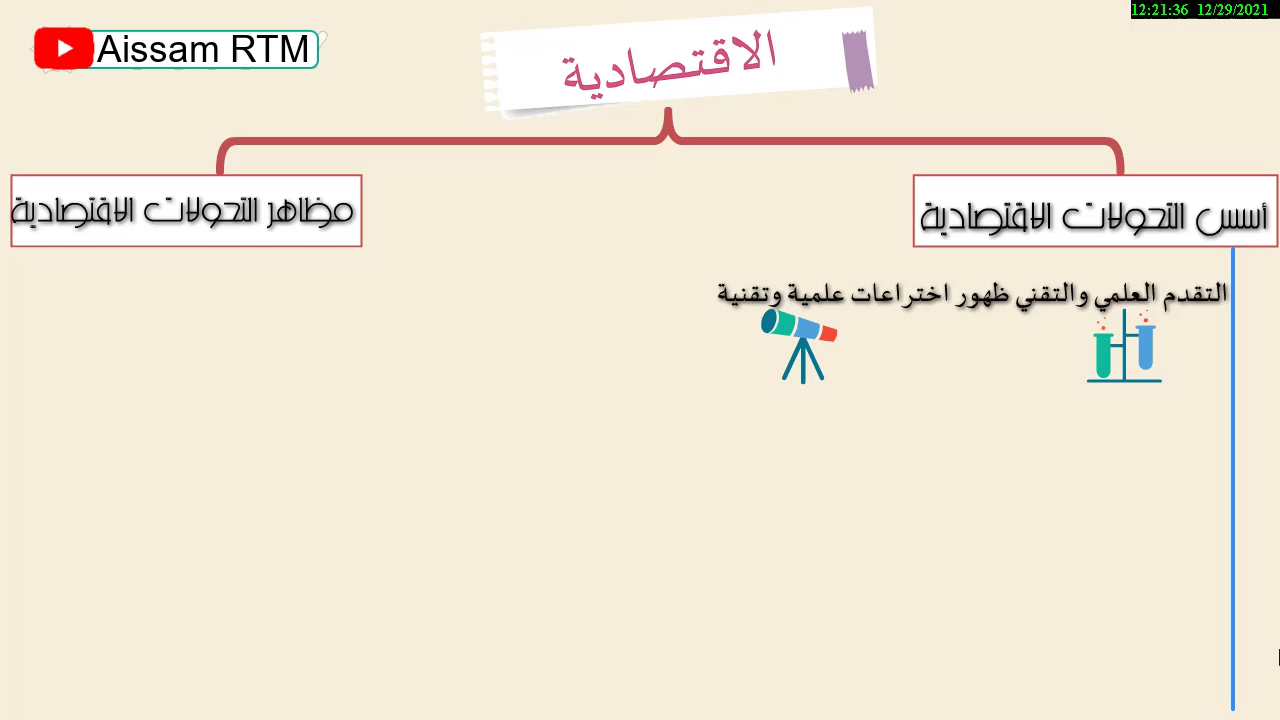 12:21:36 12/29/2021
Aissam RTM
الاقتصادية
أسس التحولات الاقتصادية
مظاهر التحولات الاقتصادية
التقدم العلمي والتقني ظهور اختراعات علمية وتقنية